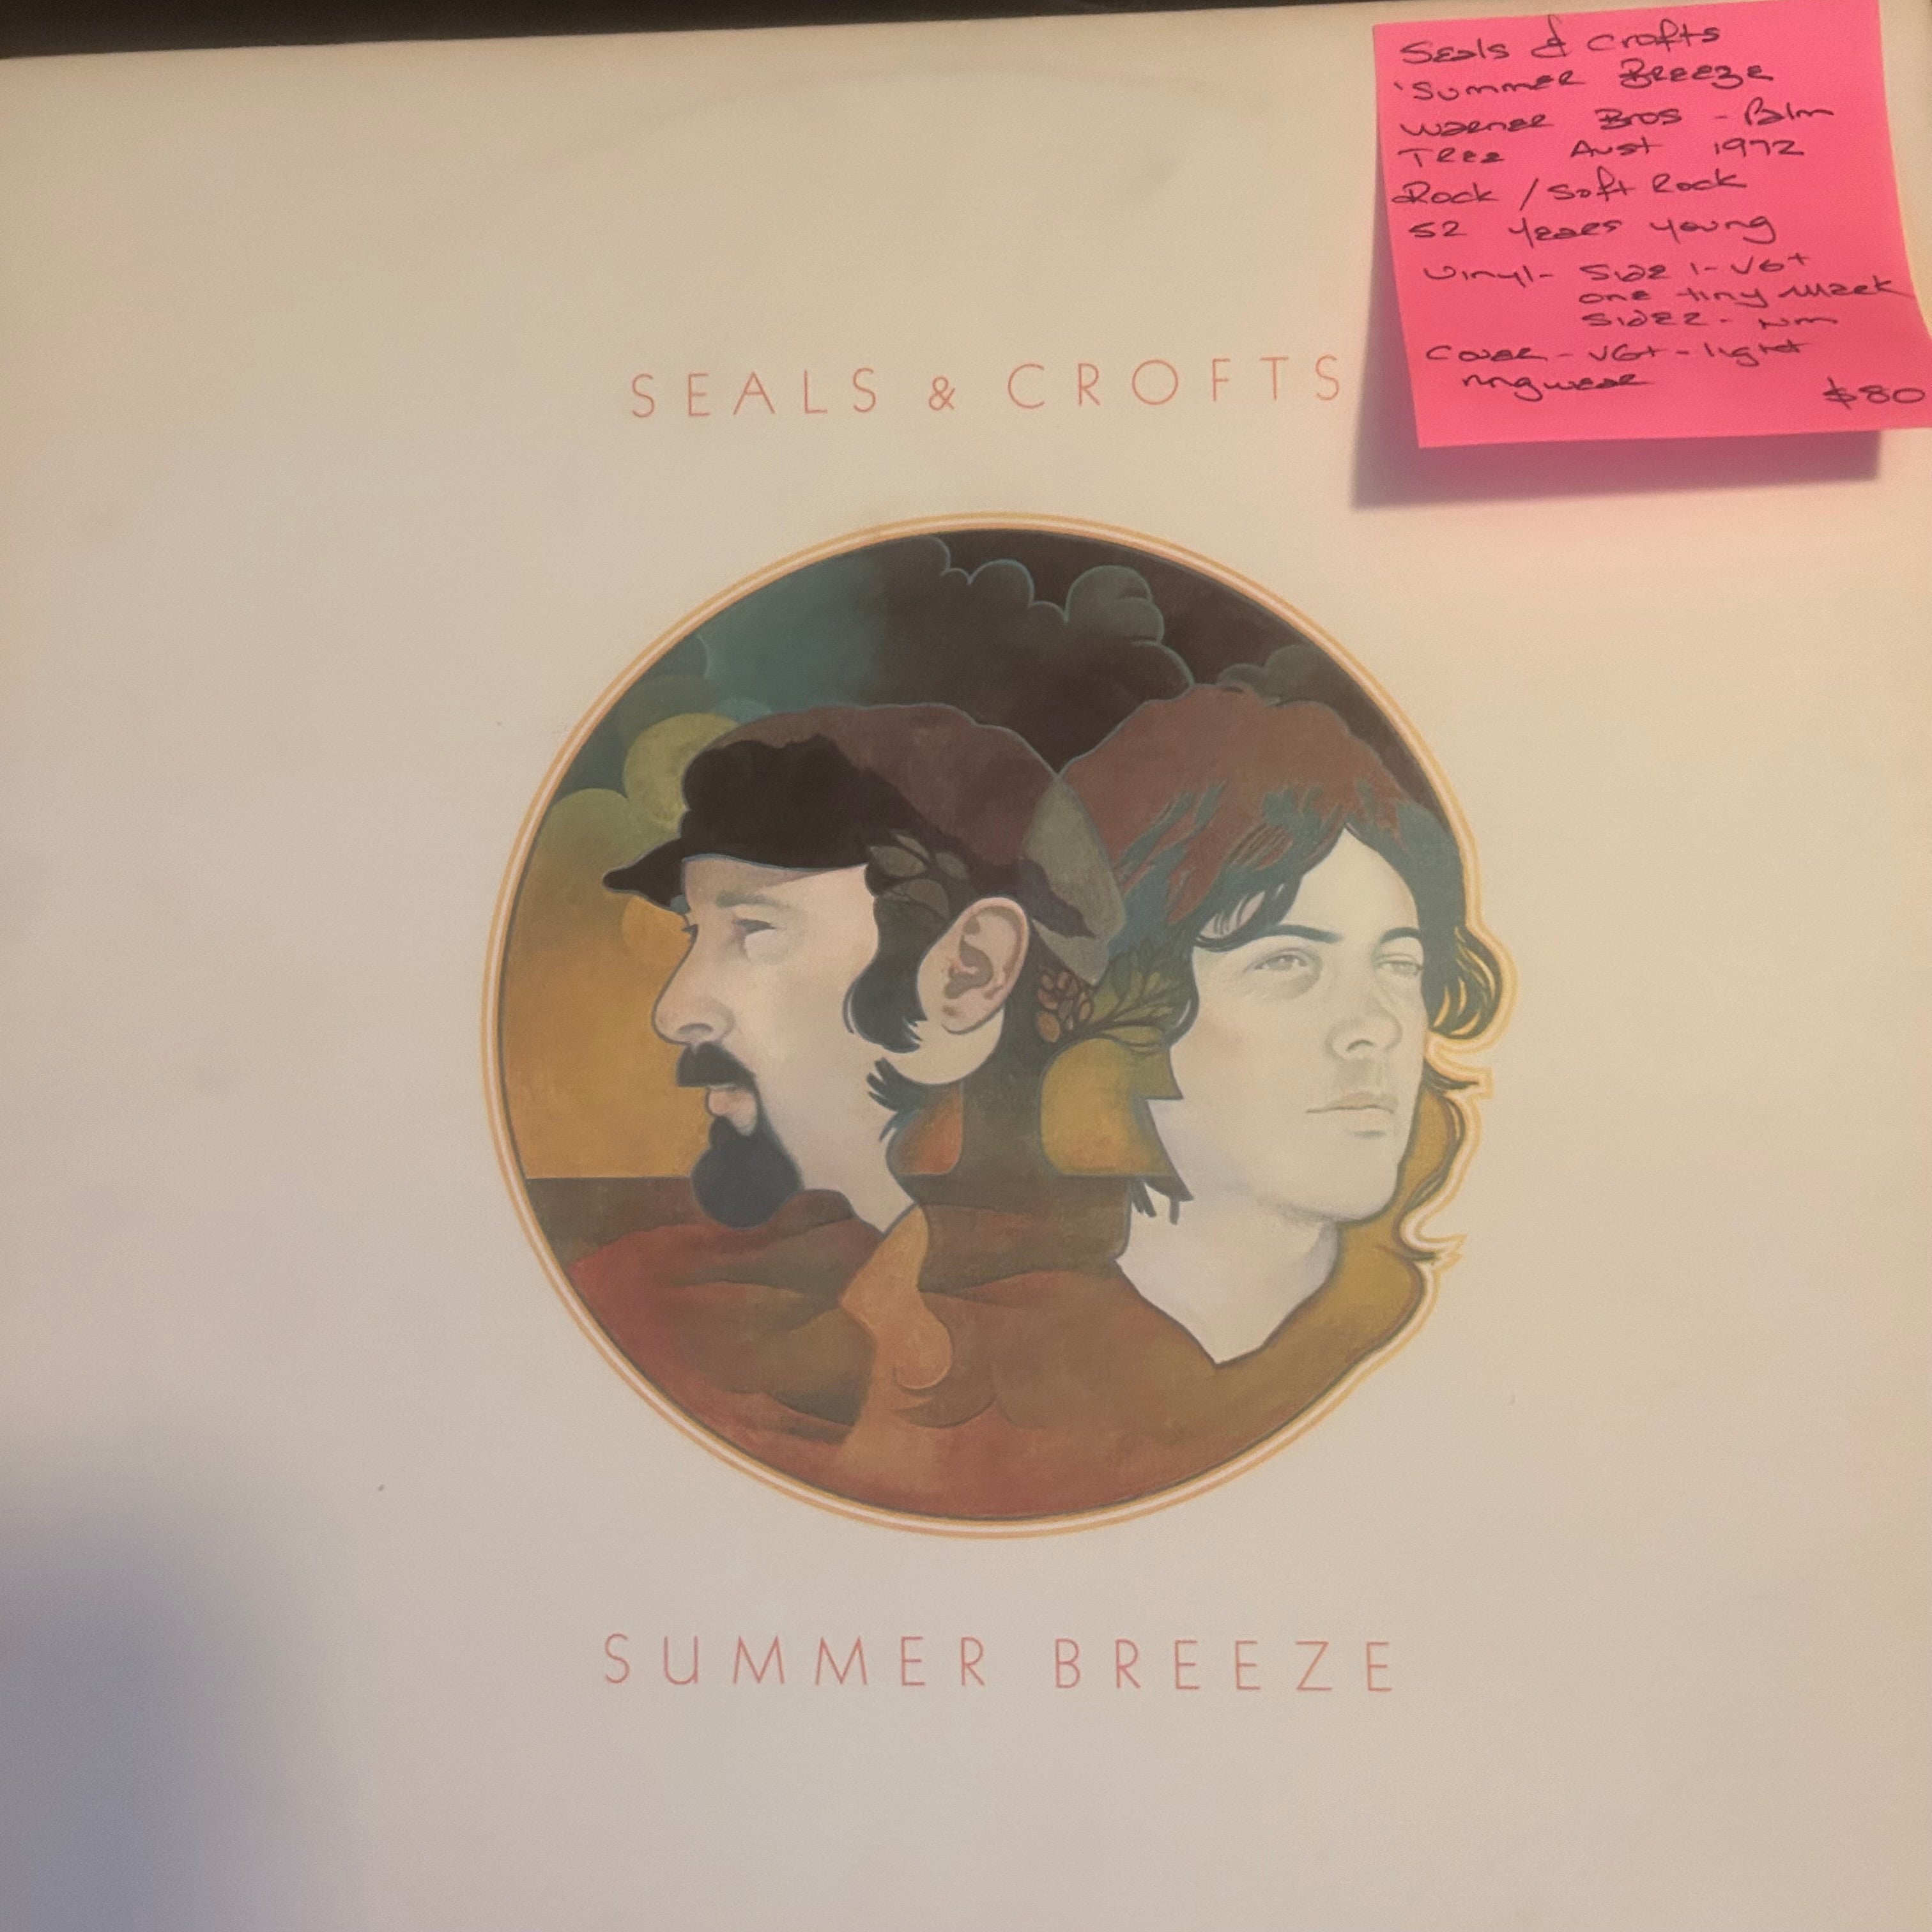 Seals & Crofts
'Summer Breeze
Warner Bros - Palm
Tree Aust 1972
Rock / Soft Rock
52 years young
Vinyl - Side 1 - VG+
one tiny mark
Side 2 - NM
Cover - VG+ - light
ringwear
$80
SEALS & CROFTS
SUMMER BREEZE